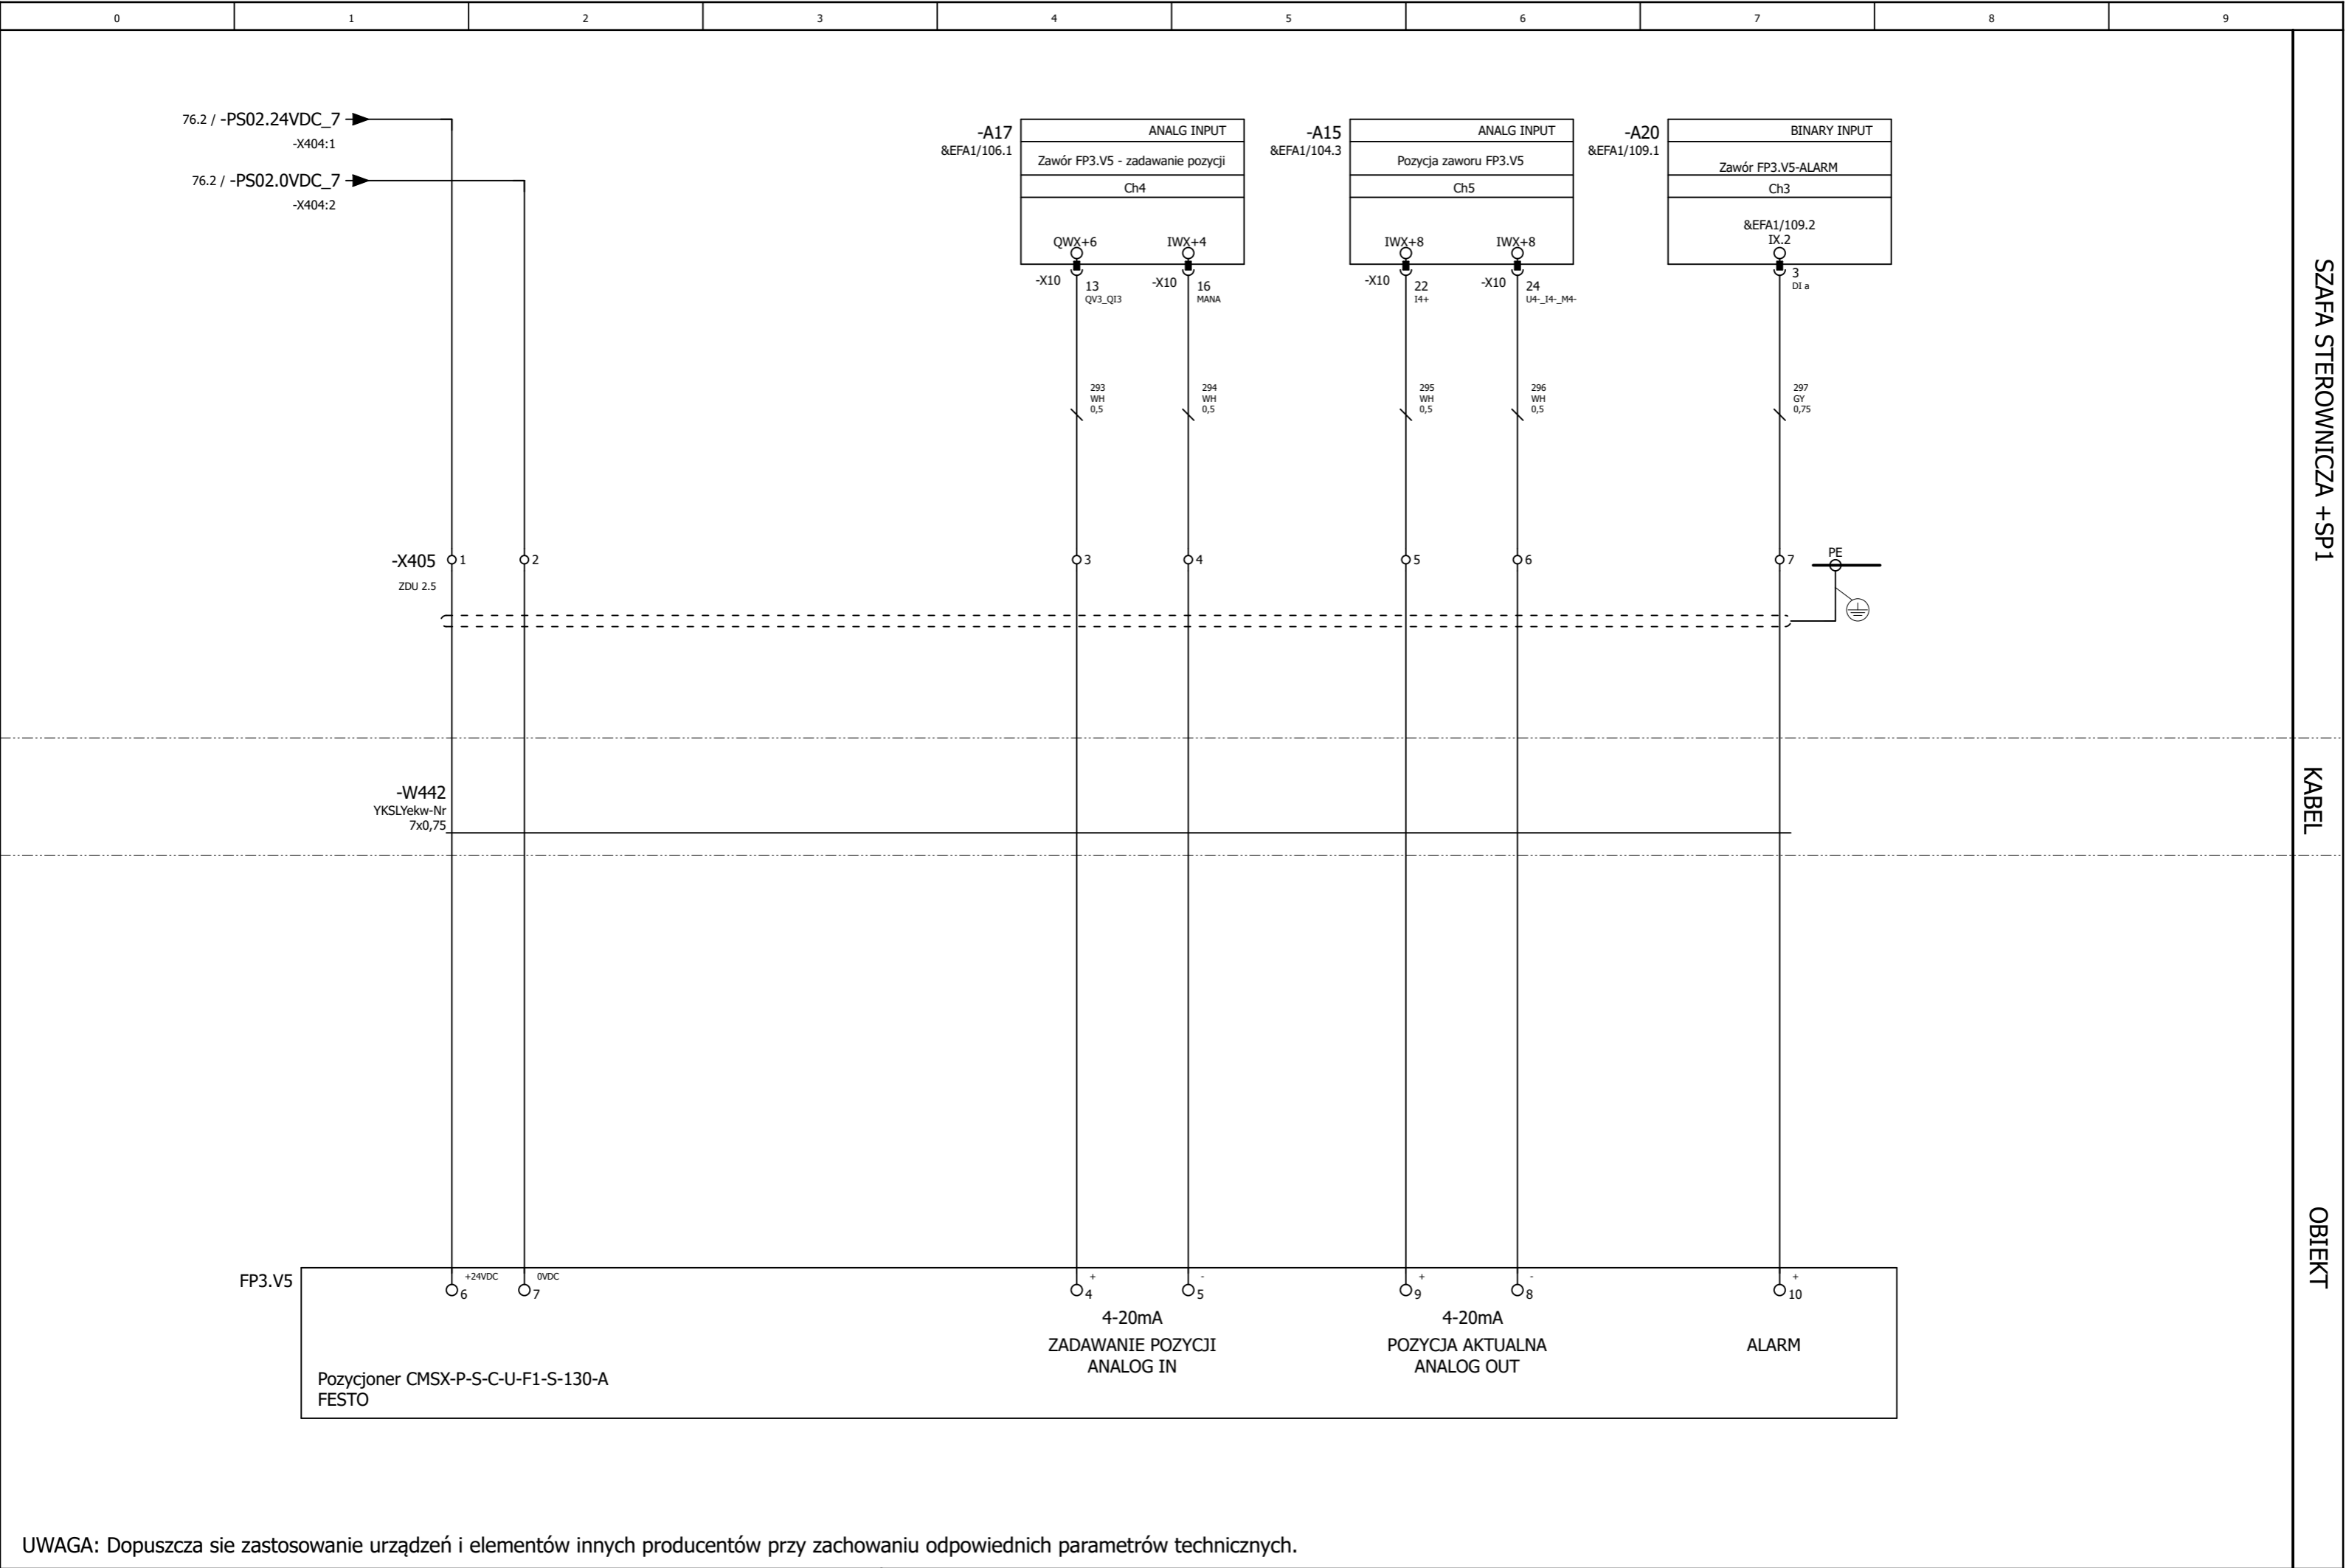 0 1 2 3 4 5 6 7 8 9
76.2 / -PS02.24VDC_7
-X404:1
76.2 / -PS02.0VDC_7
-X404:2
-A17
&EFA1/106.1
ANALG INPUT
Zawór FP3.V5 - zadawanie pozycji
Ch4
QWX+6 IWX+4
-X10 13
QV3_QI3
-X10 16
MANA
-A15
&EFA1/104.3
ANALG INPUT
Pozycja zaworu FP3.V5
Ch5
IWX+8 IWX+8
-X10 22
I4+
-X10 24
U4-_I4-_M4-
-A20
&EFA1/109.1
BINARY INPUT
Zawór FP3.V5-ALARM
Ch3
&EFA1/109.2
IX.2
3
DI a
293
WH
0,5
294
WH
0,5
295
WH
0,5
296
WH
0,5
297
GY
0,75
-X405 1 2 3 4 5 6 7
ZDU 2.5
PE
SZAFA STEROWNICZA +SP1
-W442
YKSLYekw-Nr
7x0,75
KABEL
OBIEKT
FP3.V5
+24VDC 0VDC + - + - +
6 7 4 5 9 8 10
4-20mA
ZADAWANIE POZYCJI
ANALOG IN
4-20mA
POZYCJA AKTUALNA
ANALOG OUT
ALARM
Pozycjoner CMSX-P-S-C-U-F1-S-130-A
FESTO
UWAGA: Dopuszcza sie zastosowanie urządzeń i elementów innych producentów przy zachowaniu odpowiednich parametrów technicznych.